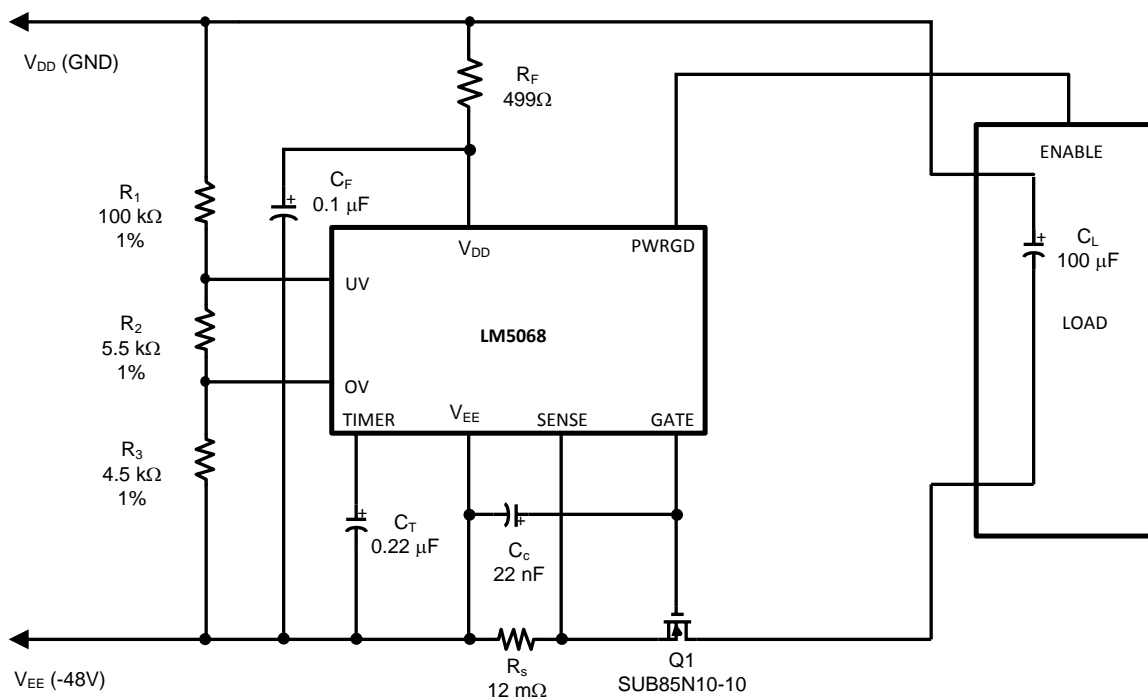 V_DD (GND)
R_F
499Ω
ENABLE
C_F
0.1 μF
R_1
100 kΩ
1%
V_DD
PWRGD
C_L
100 μF
UV
R_2
5.5 kΩ
1%
LM5068
LOAD
OV
TIMER
V_EE
SENSE
GATE
R_3
4.5 kΩ
1%
C_T
0.22 μF
C_c
22 nF
R_s
12 mΩ
Q1
SUB85N10-10
V_EE (-48V)